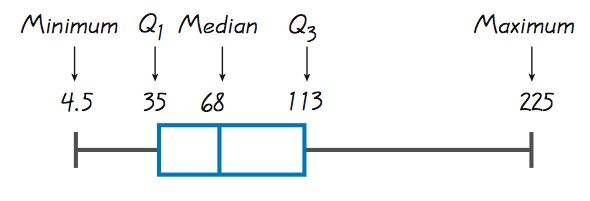 Minimum Q1 Median Q3 Maximum
4.5 35 68 113 225